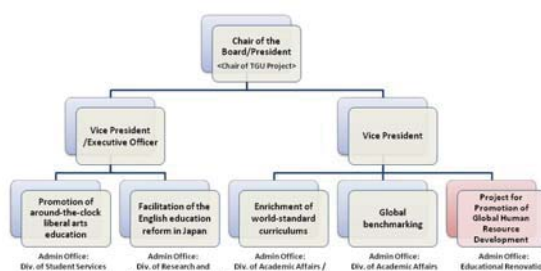 Chair of the
Board/President
<Chair of TGU Project>
Vice President
/Executive Officer
Vice President
Promotion of
around-the-clock
liberal arts
education
Facilitation of the
English education
reform in Japan
Enrichment of
world-standard
curriculums
Global
benchmarking
Project for
Promotion of
Global Human
Resource
Development
Admin Office:
Div. of Student Services
Admin Office:
Div. of Research and
Admin Office:
Div. of Academic Affairs /
Admin Office:
Div. of Academic Affairs
Admin Office:
Educational Renovation